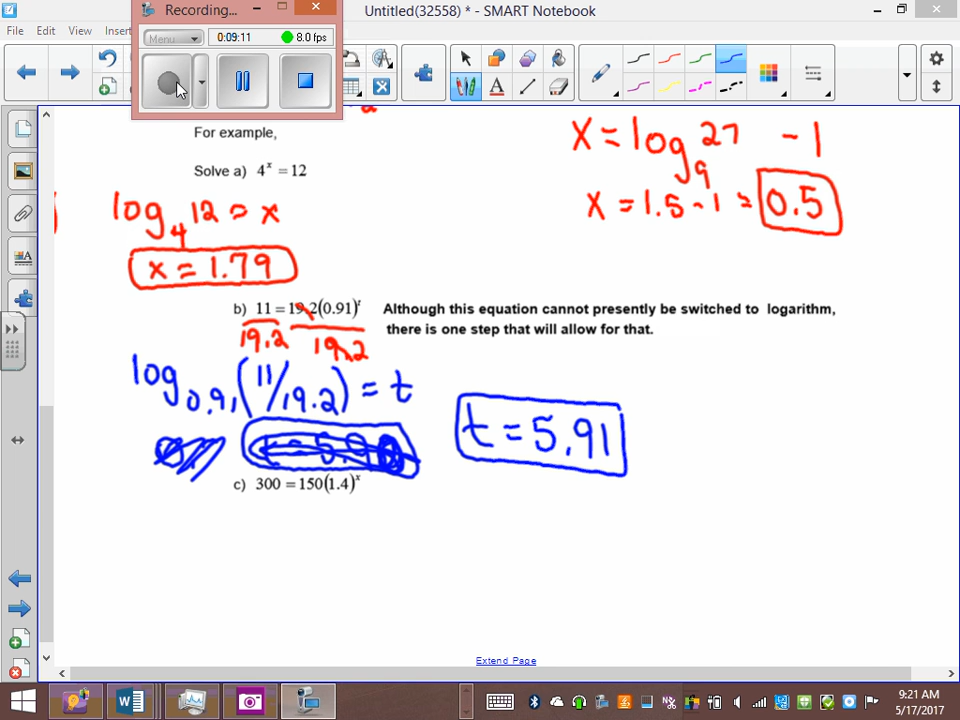 Recording...
Untitled(32558) * - SMART Notebook
Menu
0:09:11
8.0 fps
File Edit View
For example,
Solve a) 4^x = 12
x = log_9 27 - 1
x = 1.5 - 1 = 0.5
log_4 12 = x
x = 1.79
b) 11 = 19.2(0.91)^t
Although this equation cannot presently be switched to logarithm,
there is one step that will allow for that.
19.2 19.2
log_0.91 (11/19.2) = t
t = 5.91
c) 300 = 150(1.4)^x
Extend Page
9:21 AM
5/17/2017